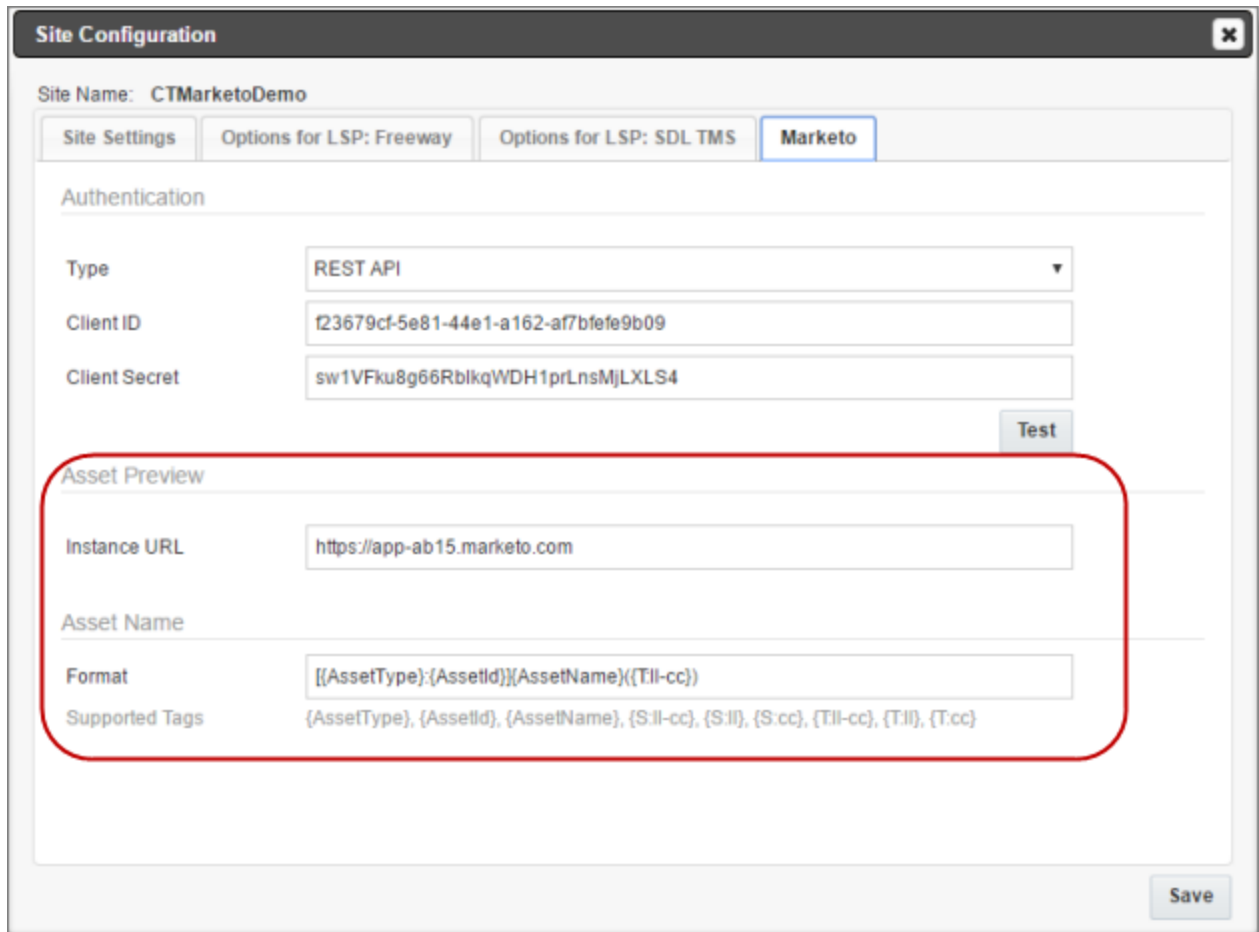 Site Configuration
Site Name: CTMarketoDemo
Site Settings Options for LSP: Freeway Options for LSP: SDL TMS Marketo
Authentication
Type REST API
Client ID f23679cf-5e81-44e1-a162-af7bfefe9b09
Client Secret sw1VFku8g66RblkqWDH1prLnsMjLXLS4
Test
Asset Preview
Instance URL https://app-ab15.marketo.com
Asset Name
Format [{AssetType}:{AssetId}]{AssetName}({T:ll-cc})
Supported Tags {AssetType}, {AssetId}, {AssetName}, {S:ll-cc}, {S:ll}, {S:cc}, {T:ll-cc}, {T:ll}, {T:cc}
Save